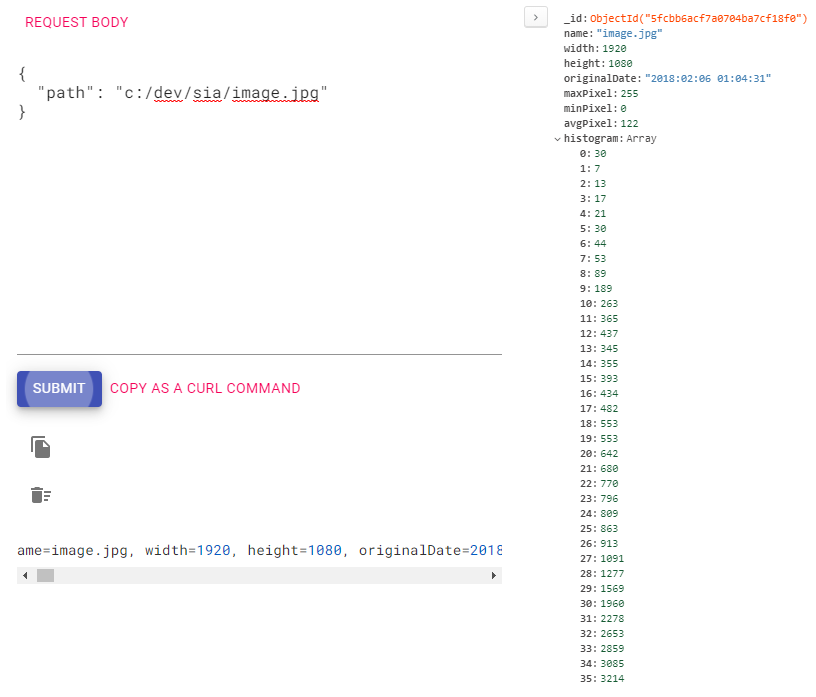 REQUEST BODY
{
"path": "c:/dev/sia/image.jpg"
}
SUBMIT
COPY AS A CURL COMMAND
ame=image.jpg, width=1920, height=1080, originalDate=2018
_id:ObjectId("5fcbb6acf7a0704ba7cf18f0")
name:"image.jpg"
width:1920
height:1080
originalDate:"2018:02:06 01:04:31"
maxPixel:255
minPixel:0
avgPixel:122
histogram:Array
0:30
1:7
2:13
3:17
4:21
5:30
6:44
7:53
8:89
9:189
10:263
11:365
12:437
13:345
14:355
15:393
16:434
17:482
18:553
19:553
20:642
21:680
22:770
23:796
24:809
25:863
26:913
27:1091
28:1277
29:1569
30:1960
31:2278
32:2653
33:2859
34:3085
35:3214